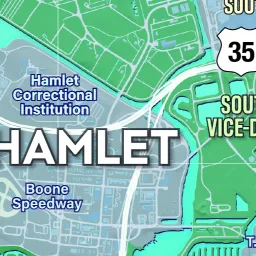 SOU
35
Hamlet
Correctional
Institution
SOUT
VICE-D
HAMLET
Boone
Speedway
T.